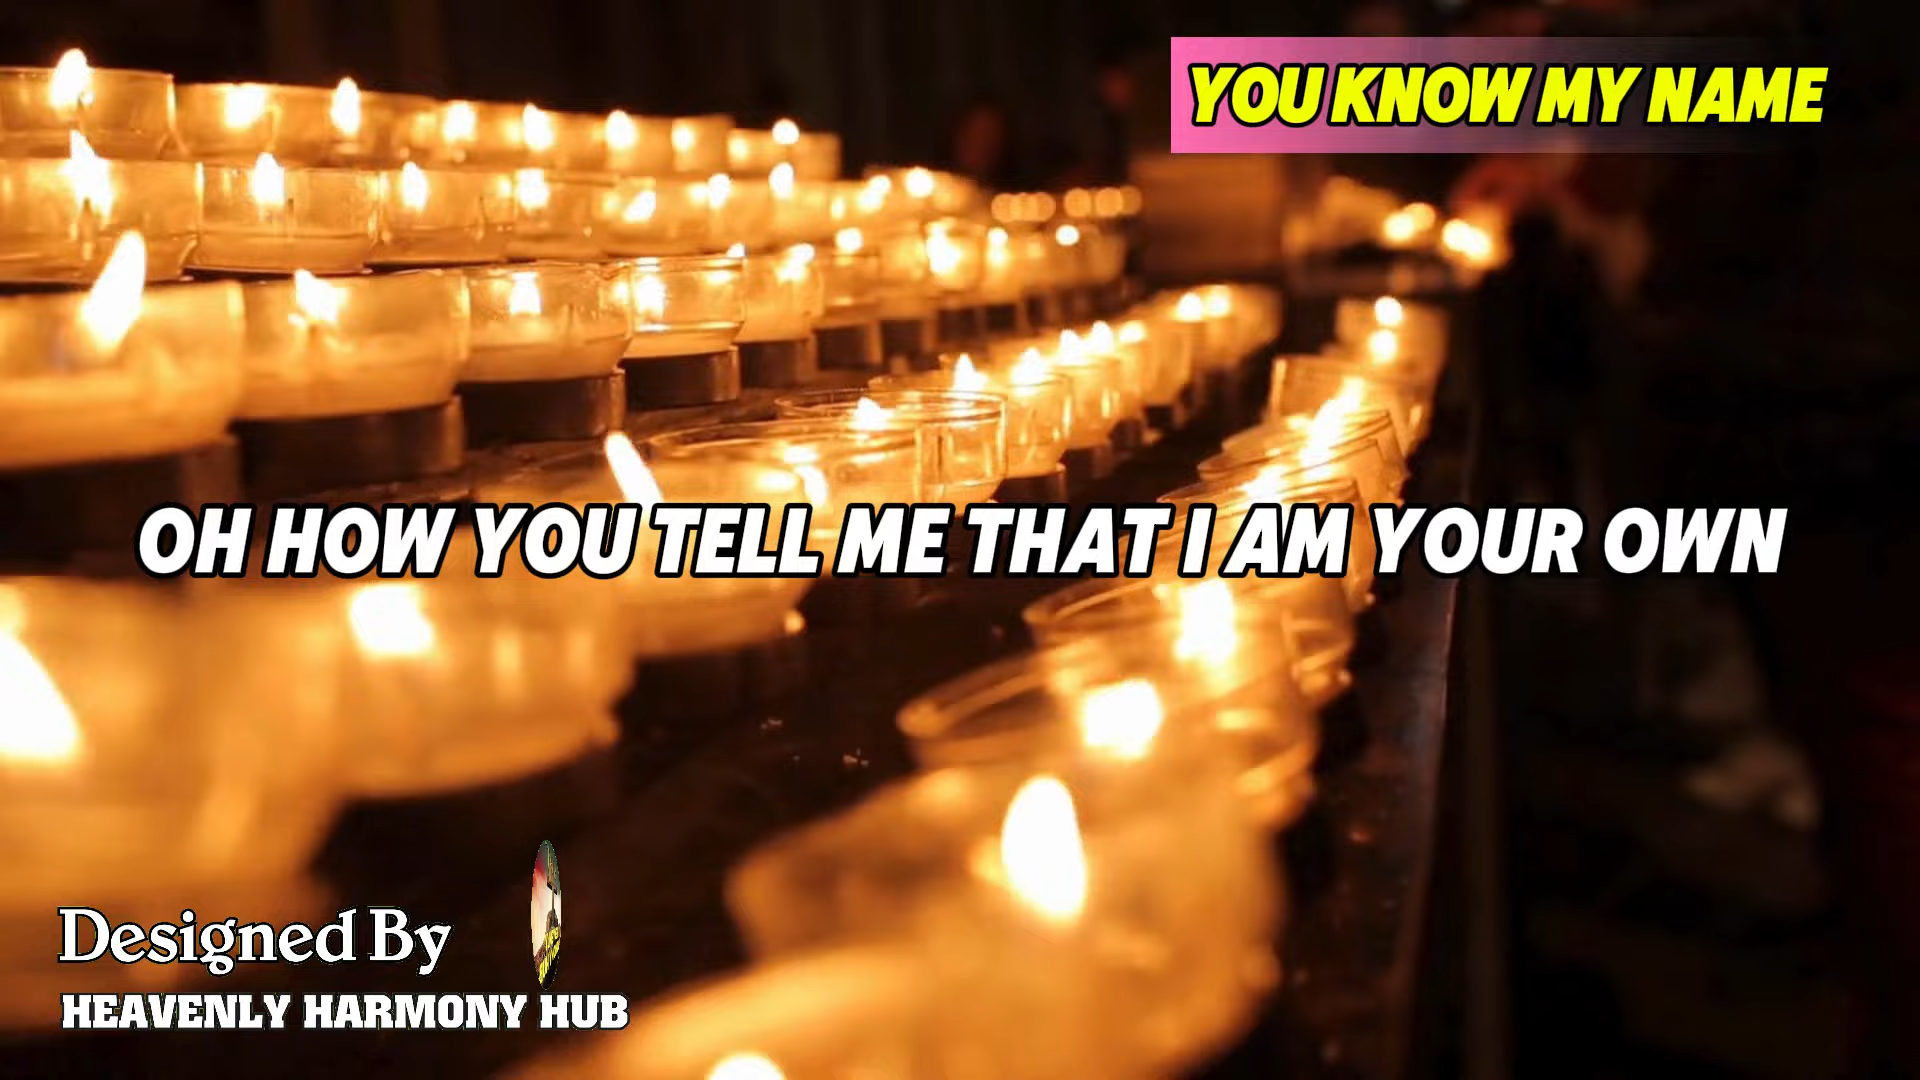 YOU KNOW MY NAME
OH HOW YOU TELL ME THAT I AM YOUR OWN
Designed By
HEAVENLY HARMONY HUB